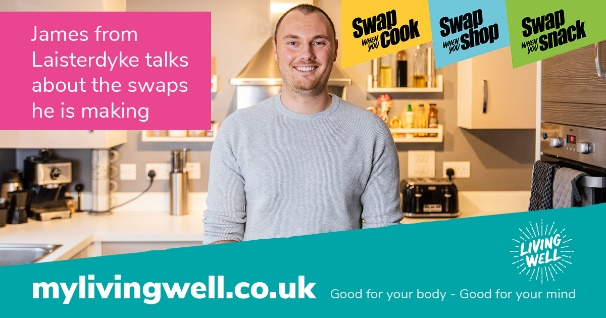 James from
Laisterdyke talks
about the swaps
he is making
Swap
WHEN YOU
cook
Swap
WHEN YOU
shop
Swap
WHEN YOU
snack
LIVING
WELL
mylivingwell.co.uk
Good for your body - Good for your mind